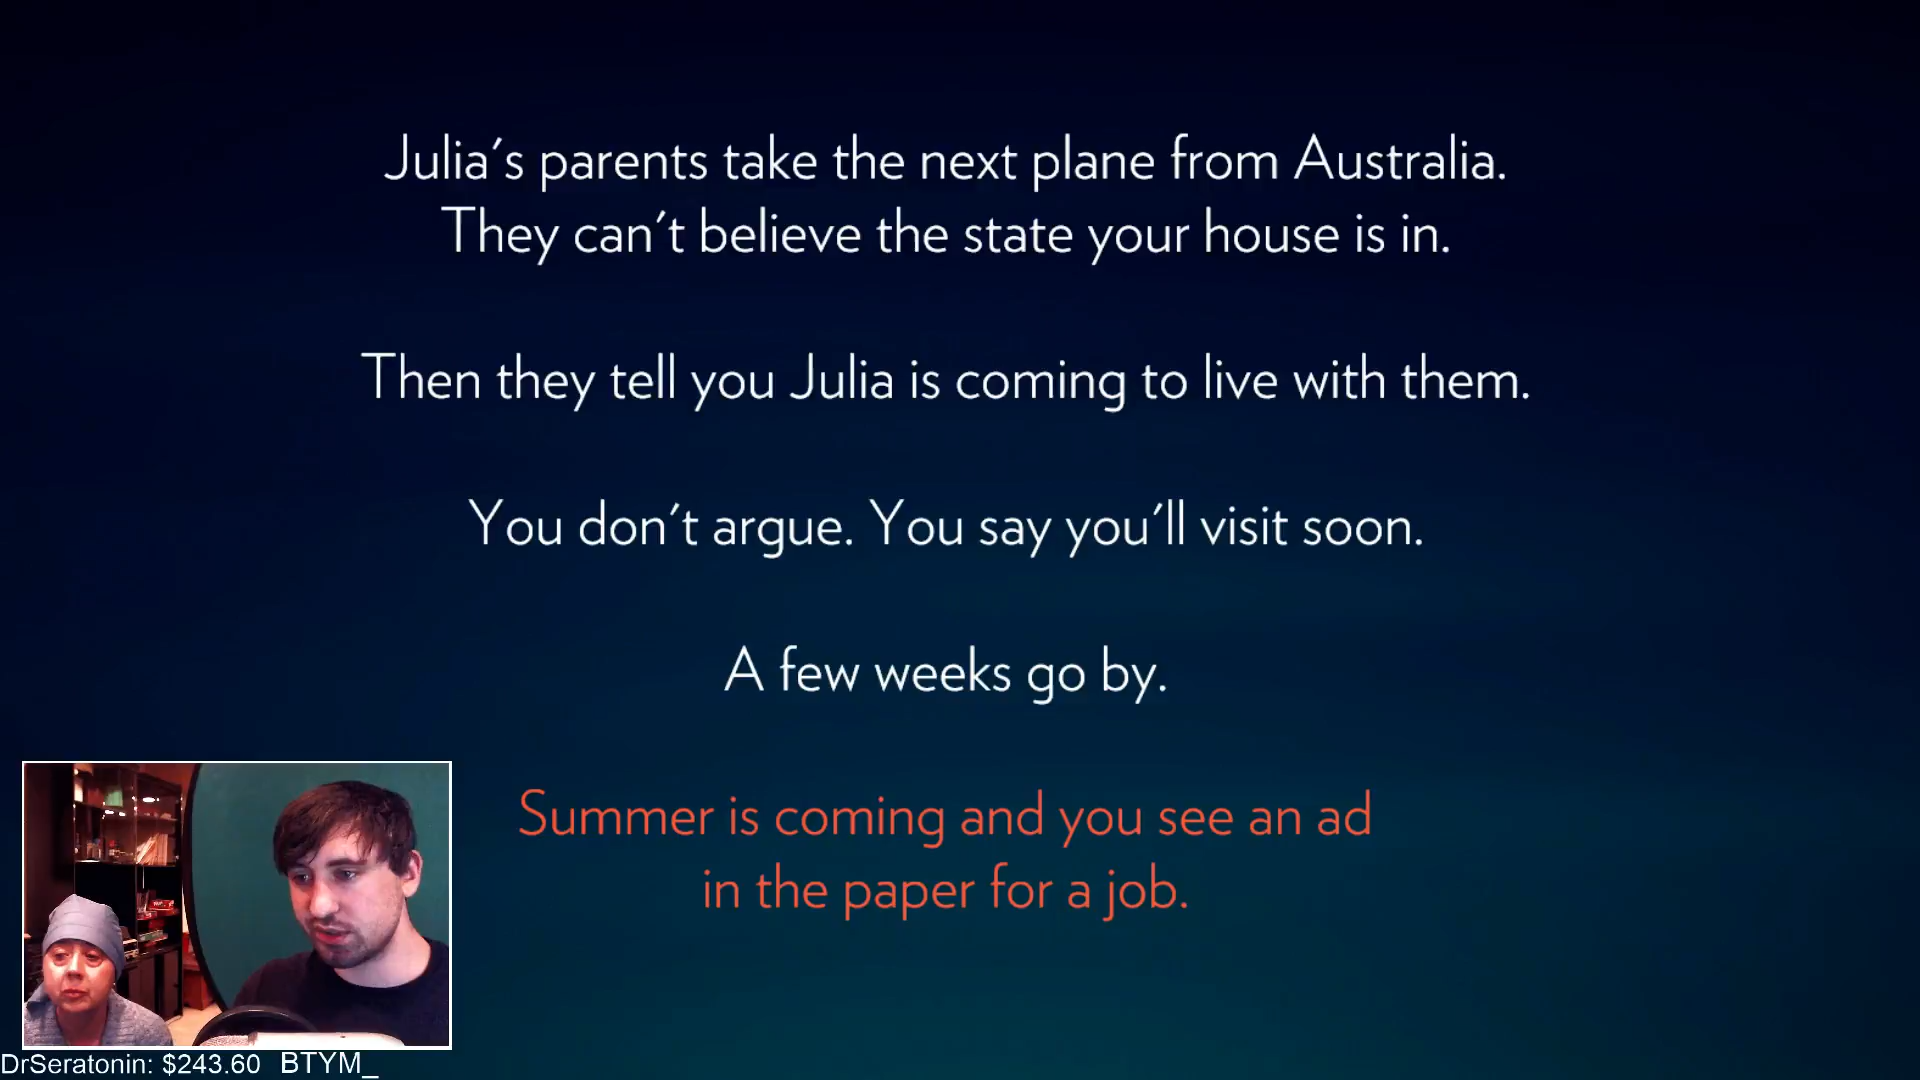 Julia's parents take the next plane from Australia.
They can't believe the state your house is in.
Then they tell you Julia is coming to live with them.
You don't argue. You say you'll visit soon.
A few weeks go by.
Summer is coming and you see an ad
in the paper for a job.
DrSeratonin: $243.60 BTYM_